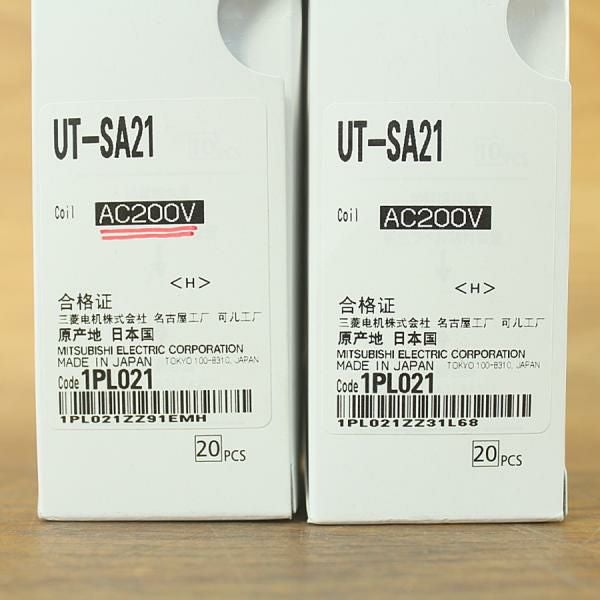 UT-SA21
Coil AC200V
<H>
合格证
三菱电机株式会社 名古屋工厂 可儿工厂
原产地 日本国
MITSUBISHI ELECTRIC CORPORATION
MADE IN JAPAN TOKYO 100-8310, JAPAN
Code 1PL021
1PL021ZZ91EMH
20 PCS
10 PCS
UT-SA21
Coil AC200V
<H>
合格证
三菱电机株式会社 名古屋工厂 可儿工厂
原产地 日本国
MITSUBISHI ELECTRIC CORPORATION
MADE IN JAPAN TOKYO 100-8310, JAPAN
Code 1PL021
1PL021ZZ31L68
20 PCS
10 PCS